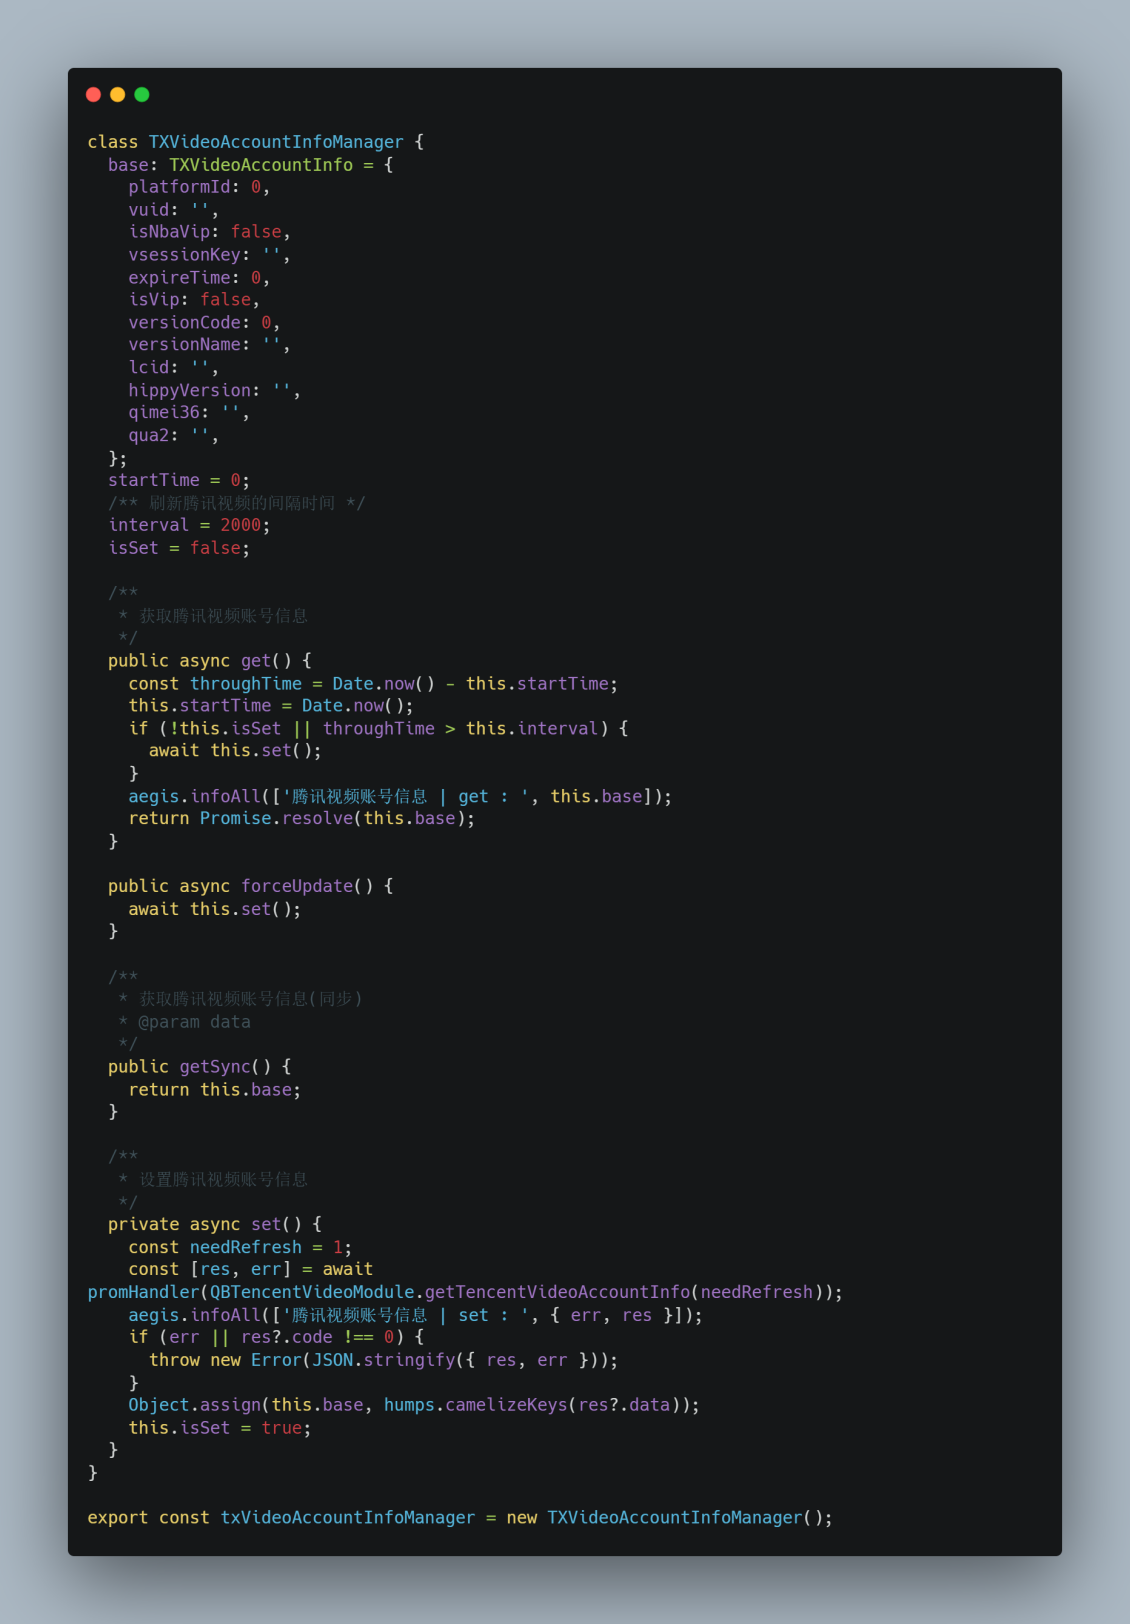 class TXVideoAccountInfoManager {
  base: TXVideoAccountInfo = {
    platformId: 0,
    vuid: '',
    isNbaVip: false,
    vsessionKey: '',
    expireTime: 0,
    isVip: false,
    versionCode: 0,
    versionName: '',
    lcid: '',
    hippyVersion: '',
    qimei36: '',
    qua2: '',
  };
  startTime = 0;
  /** 刷新腾讯视频的间隔时间 */
  interval = 2000;
  isSet = false;

  /**
   * 获取腾讯视频账号信息
   */
  public async get() {
    const throughTime = Date.now() - this.startTime;
    this.startTime = Date.now();
    if (!this.isSet || throughTime > this.interval) {
      await this.set();
    }
    aegis.infoAll(['腾讯视频账号信息 | get : ', this.base]);
    return Promise.resolve(this.base);
  }

  public async forceUpdate() {
    await this.set();
  }

  /**
   * 获取腾讯视频账号信息(同步)
   * @param data
   */
  public getSync() {
    return this.base;
  }

  /**
   * 设置腾讯视频账号信息
   */
  private async set() {
    const needRefresh = 1;
    const [res, err] = await
promHandler(QBTencentVideoModule.getTencentVideoAccountInfo(needRefresh));
    aegis.infoAll(['腾讯视频账号信息 | set : ', { err, res }]);
    if (err || res?.code !== 0) {
      throw new Error(JSON.stringify({ res, err }));
    }
    Object.assign(this.base, humps.camelizeKeys(res?.data));
    this.isSet = true;
  }
}

export const txVideoAccountInfoManager = new TXVideoAccountInfoManager();